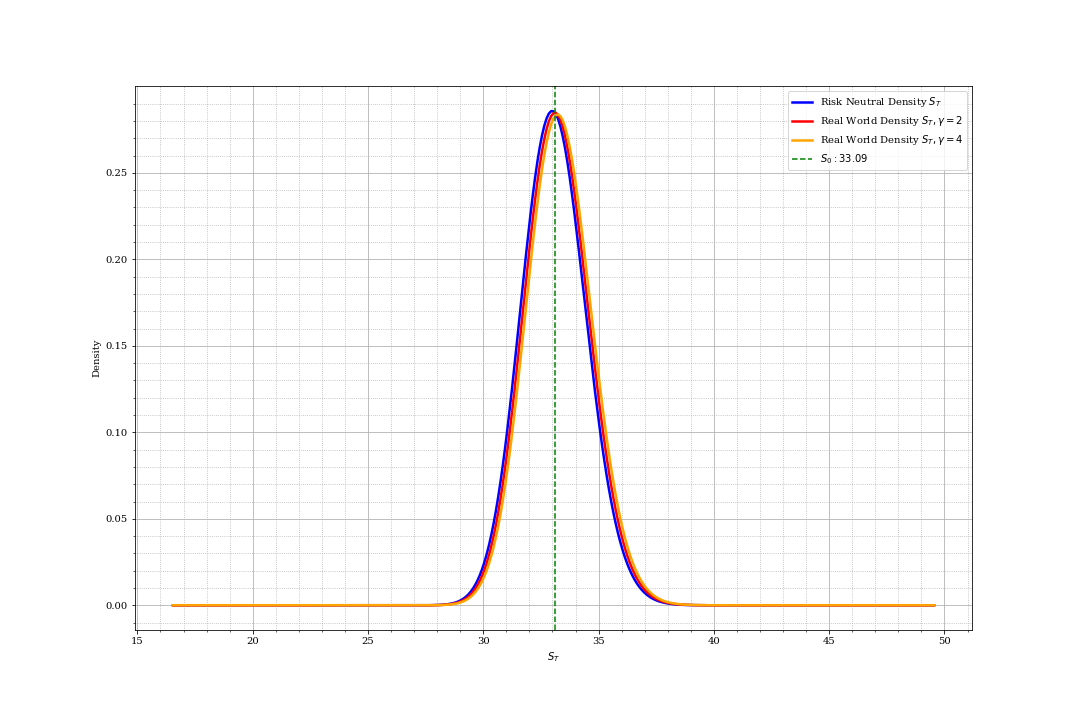 Risk Neutral Density S_T
Real World Density S_T, γ = 2
Real World Density S_T, γ = 4
S_0 : 33.09
Density
0.25
0.20
0.15
0.10
0.05
0.00
15 20 25 30 35 40 45 50
S_T